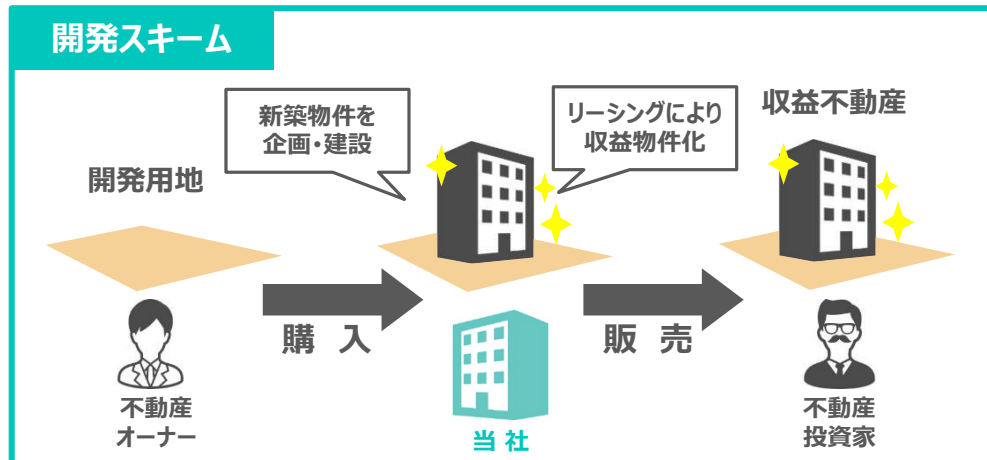 開発スキーム
開発用地
新築物件を
企画・建設
リーシングにより
収益物件化
収益不動産
購 入
販 売
不動産
オーナー
当 社
不動産
投資家